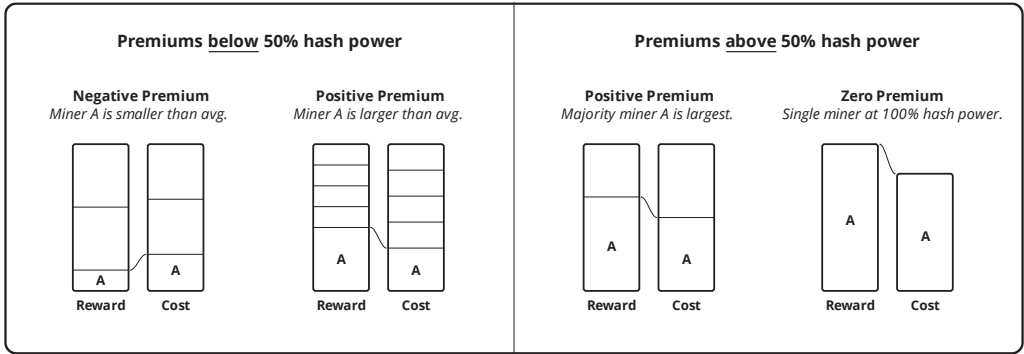 Premiums below 50% hash power
Negative Premium
Miner A is smaller than avg.
A
A
Reward
Cost
Positive Premium
Miner A is larger than avg.
A
A
Reward
Cost
Premiums above 50% hash power
Positive Premium
Majority miner A is largest.
A
A
Reward
Cost
Zero Premium
Single miner at 100% hash power.
A
A
Reward
Cost